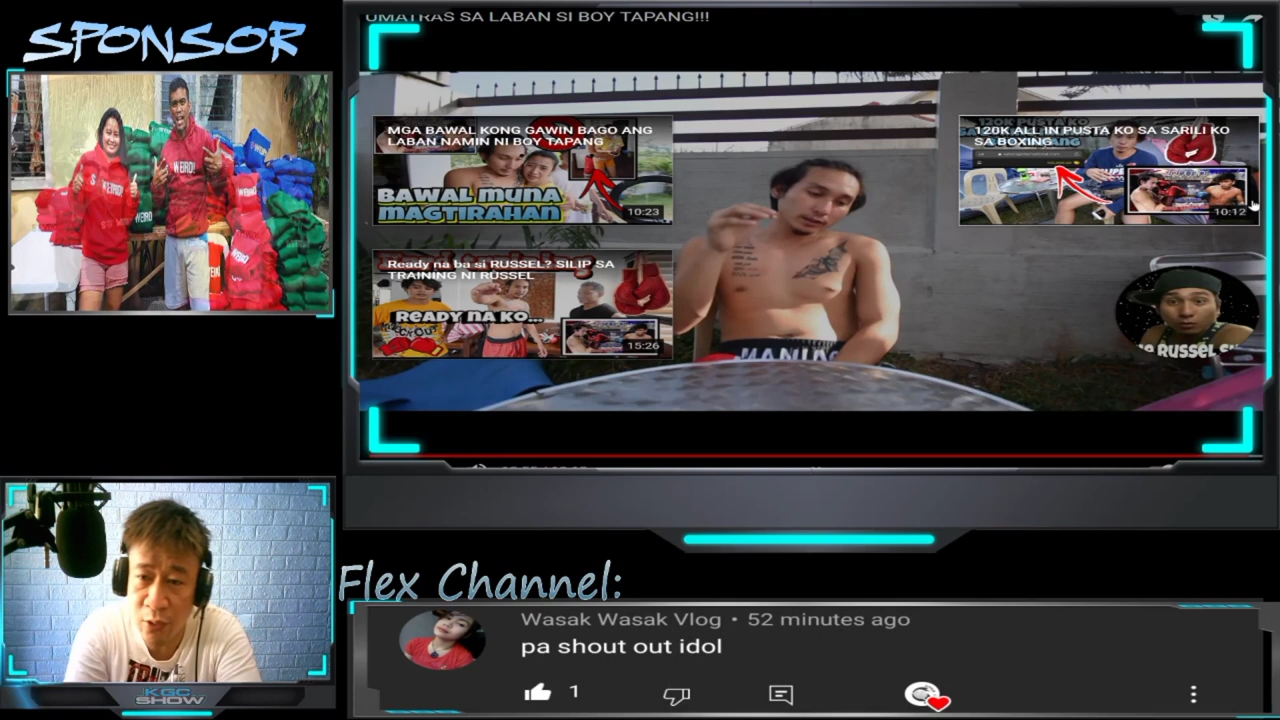 SPONSOR
WEIRD!
WEIRD!
UMATRAS SA LABAN SI BOY TAPANG!!!
MGA BAWAL KONG GAWIN BAGO ANG
LABAN NAMIN NI BOY TAPANG
BAWAL MUNA
MAGTIRAHAN
10:23
Ready na ba si RUSSEL? SILIP SA
TRAINING NI RUSSEL
READY NA KO...
15:26
120K ALL IN PUSTA KO SA SARILI KO
SA BOXING
10:12
MANIAC
KGC
SHOW
Flex Channel:
Wasak Wasak Vlog • 52 minutes ago
pa shout out idol
1